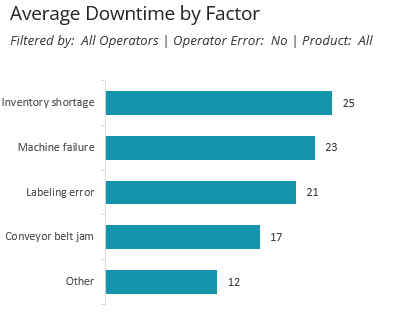 Average Downtime by Factor
Filtered by: All Operators | Operator Error: No | Product: All
Inventory shortage 25
Machine failure 23
Labeling error 21
Conveyor belt jam 17
Other 12